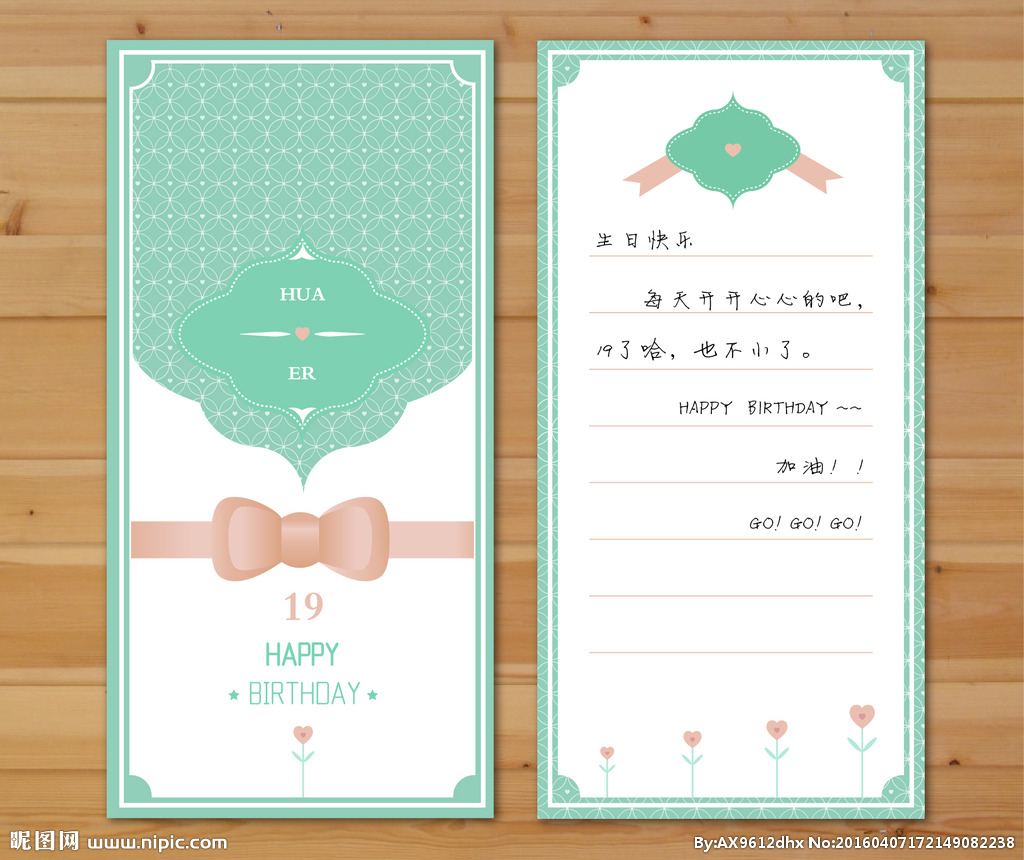 HUA
ER
19
HAPPY
BIRTHDAY
生日快乐
每天开开心心的吧，
19了哈，也不小了。
HAPPY BIRTHDAY ~~
加油！！
GO! GO! GO!
昵图网 www.nipic.com
By:AX9612dhx No:20160407172149082238